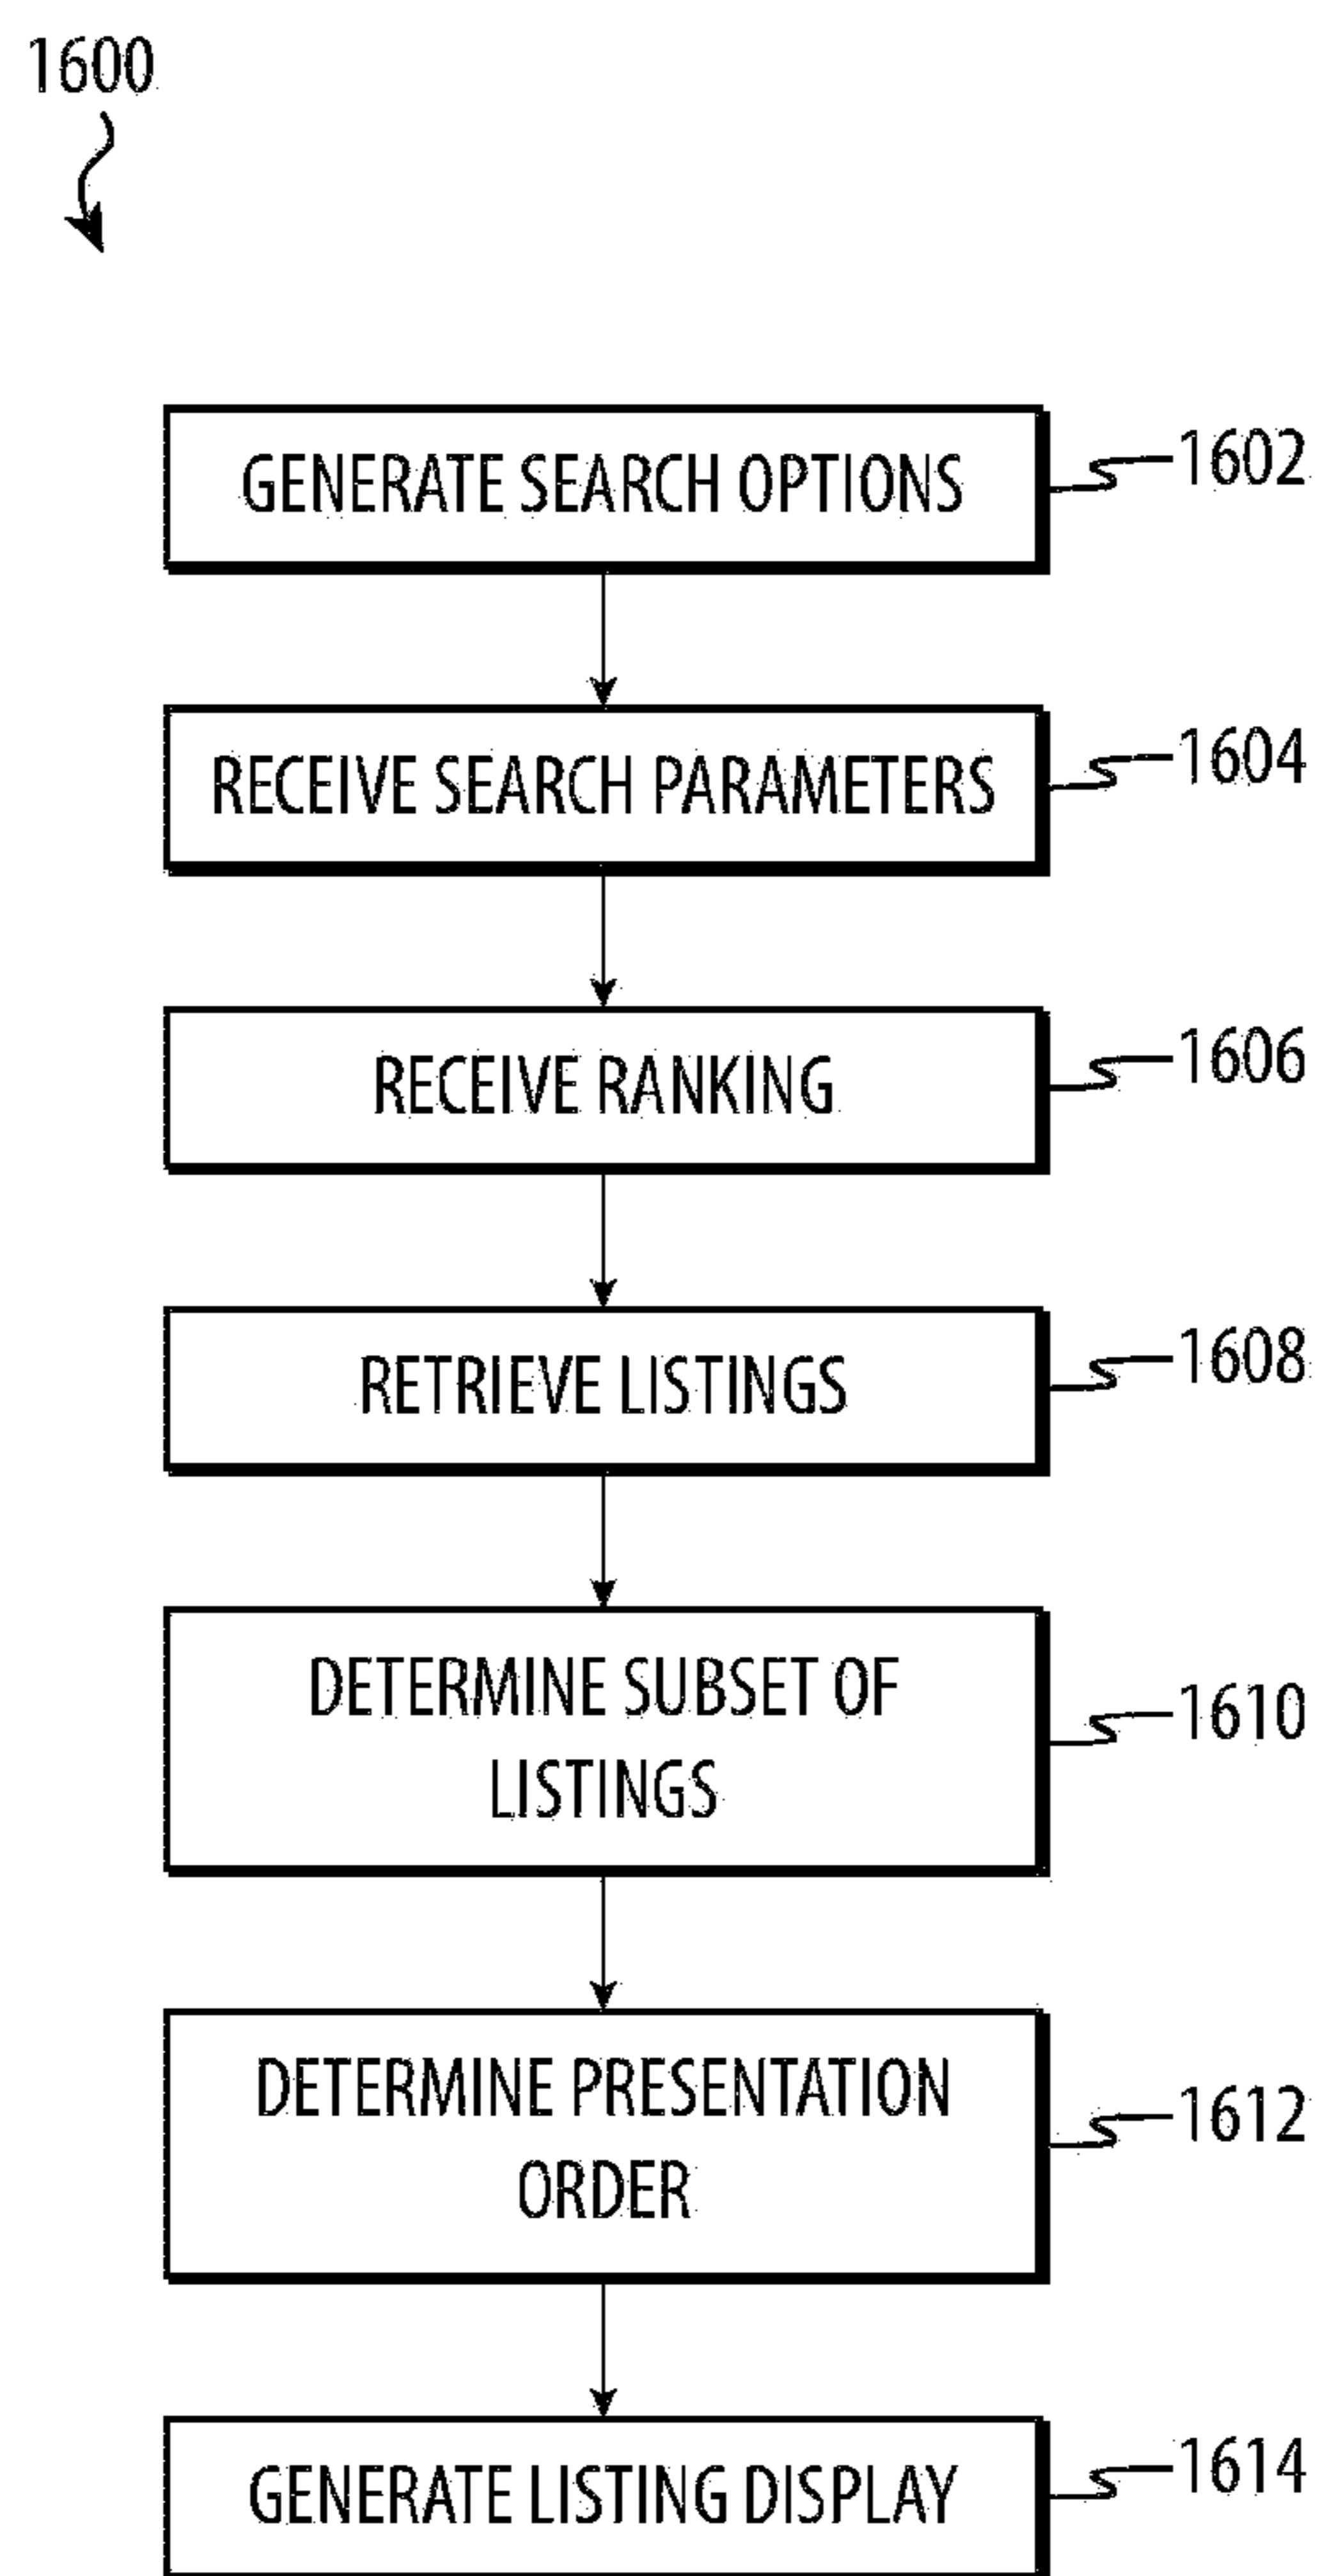 1600
GENERATE SEARCH OPTIONS
1602
RECEIVE SEARCH PARAMETERS
1604
RECEIVE RANKING
1606
RETRIEVE LISTINGS
1608
DETERMINE SUBSET OF
LISTINGS
1610
DETERMINE PRESENTATION
ORDER
1612
GENERATE LISTING DISPLAY
1614